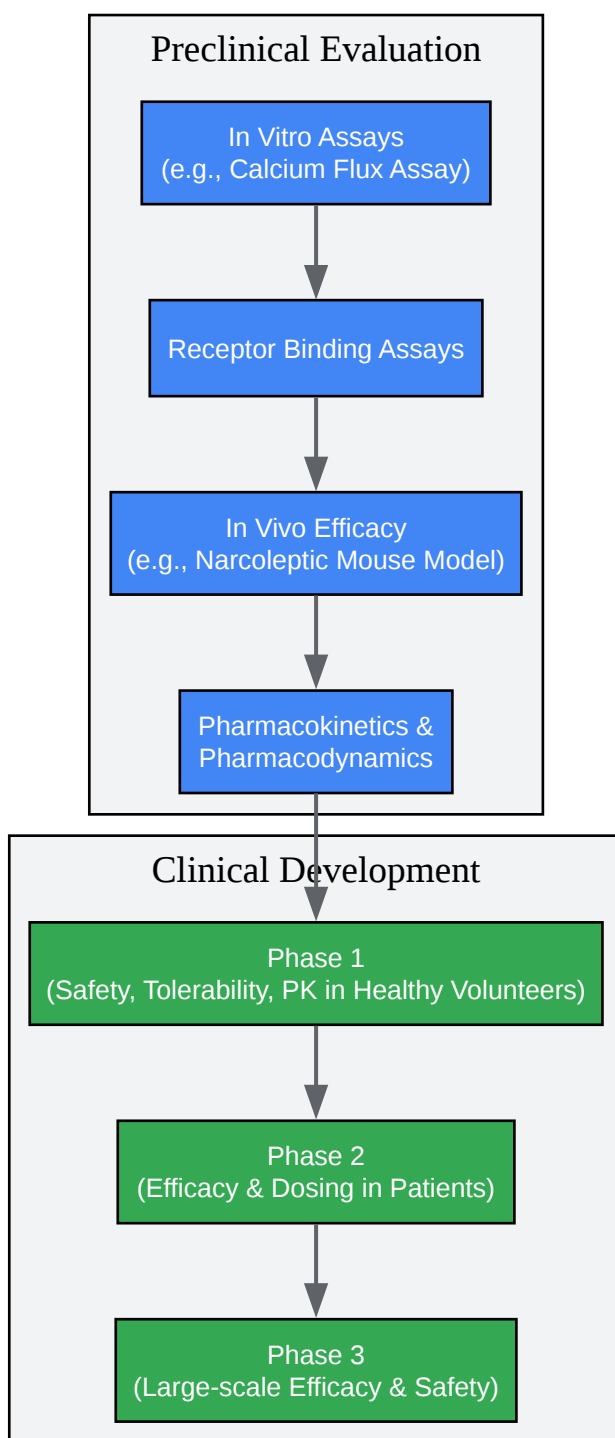 Preclinical Evaluation
In Vitro Assays
(e.g., Calcium Flux Assay)
Receptor Binding Assays
In Vivo Efficacy
(e.g., Narcoleptic Mouse Model)
Pharmacokinetics &
Pharmacodynamics
Clinical Development
Phase 1
(Safety, Tolerability, PK in Healthy Volunteers)
Phase 2
(Efficacy & Dosing in Patients)
Phase 3
(Large-scale Efficacy & Safety)